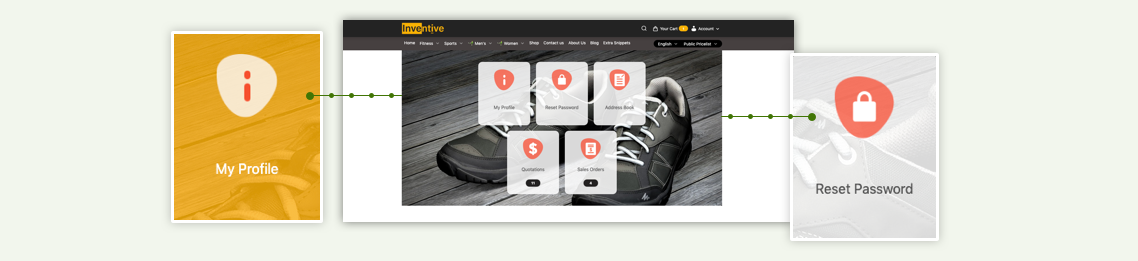 Inventive
Your Cart
Account
Home Fitness Sports Men's Women Shop Contact us About Us Blog Extra Snippets
English Public Pricelist
My Profile
Reset Password
Address Book
Quotations
11
Sales Orders
4
My Profile
Reset Password